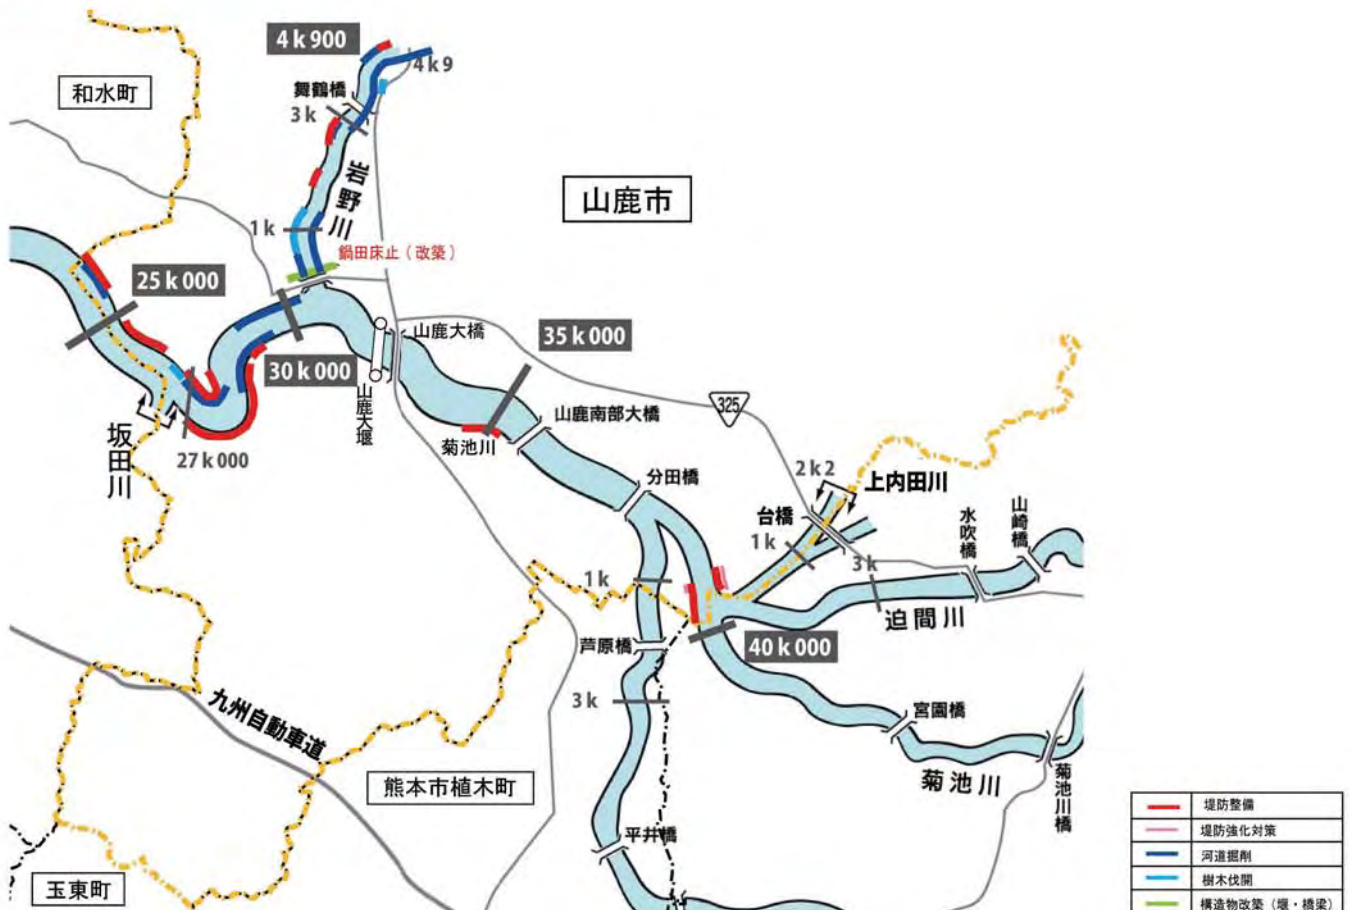 4k900
4k9
舞鶴橋
和水町
3k
岩野川
山鹿市
1k
鍋田床止(改築)
25k000
山鹿大橋
35k000
30k000
山鹿大堰
325
山鹿南部大橋
菊池川
坂田川
27k000
分田橋
2k2
上内田川
台橋
水吹橋
山崎橋
1k
3k
1k
迫間川
芦原橋
40k000
3k
宮園橋
九州自動車道
熊本市植木町
菊池川
菊池川橋
平井橋
玉東町
堤防整備
堤防強化対策
河道掘削
樹木伐開
構造物改築(堰・橋梁)